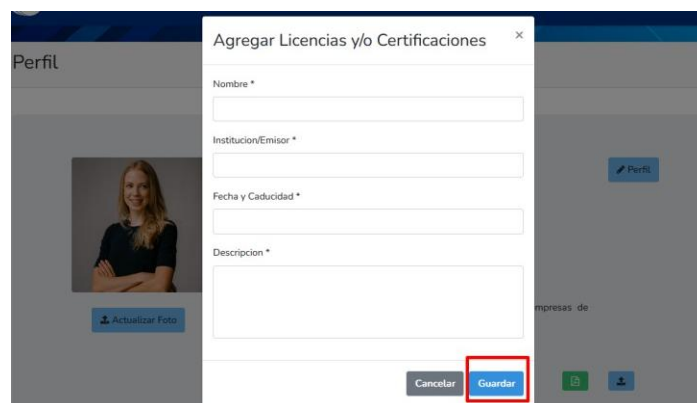 Agregar Licencias y/o Certificaciones ×
Perfil
Nombre *
Institucion/Emisor *
Perfil
Fecha y Caducidad *
Descripcion *
mpresas de
Actualizar Foto
Cancelar Guardar